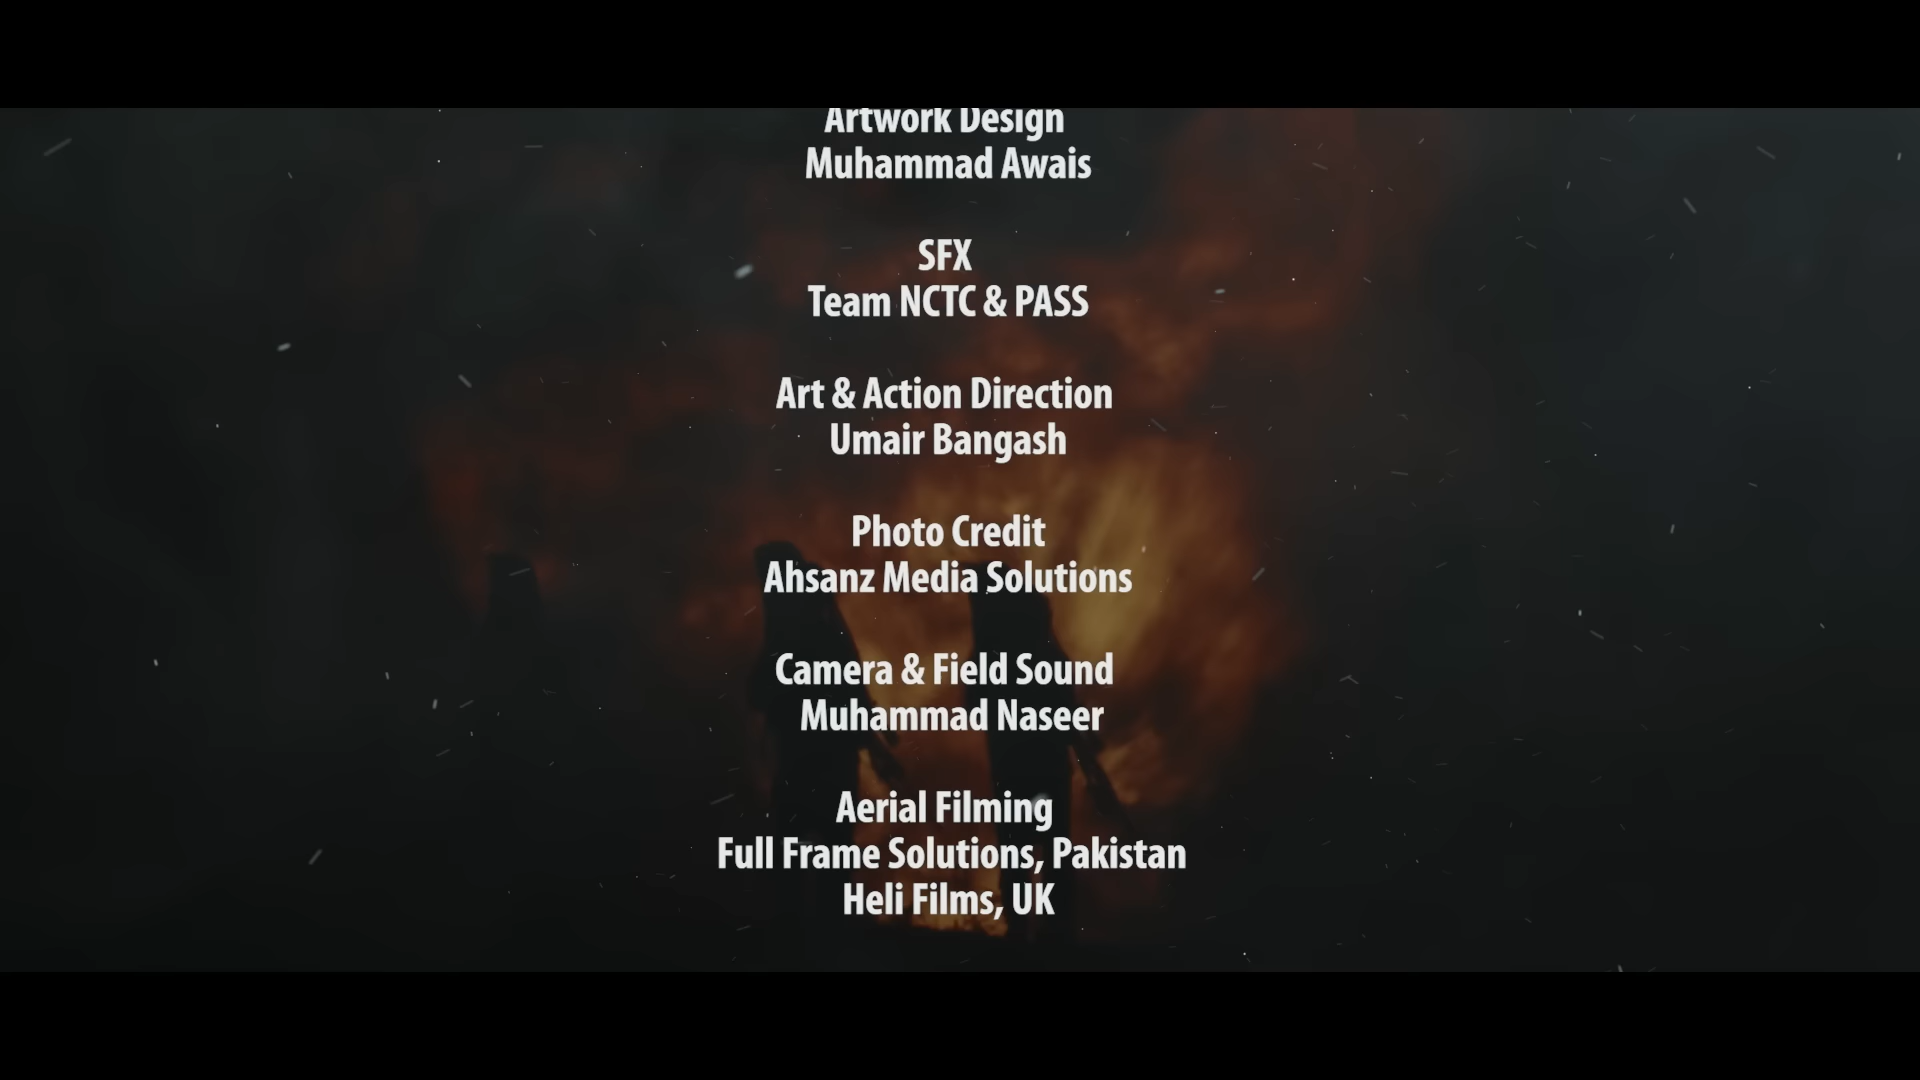 Artwork Design
Muhammad Awais
SFX
Team NCTC & PASS
Art & Action Direction
Umair Bangash
Photo Credit
Ahsanz Media Solutions
Camera & Field Sound
Muhammad Naseer
Aerial Filming
Full Frame Solutions, Pakistan
Heli Films, UK